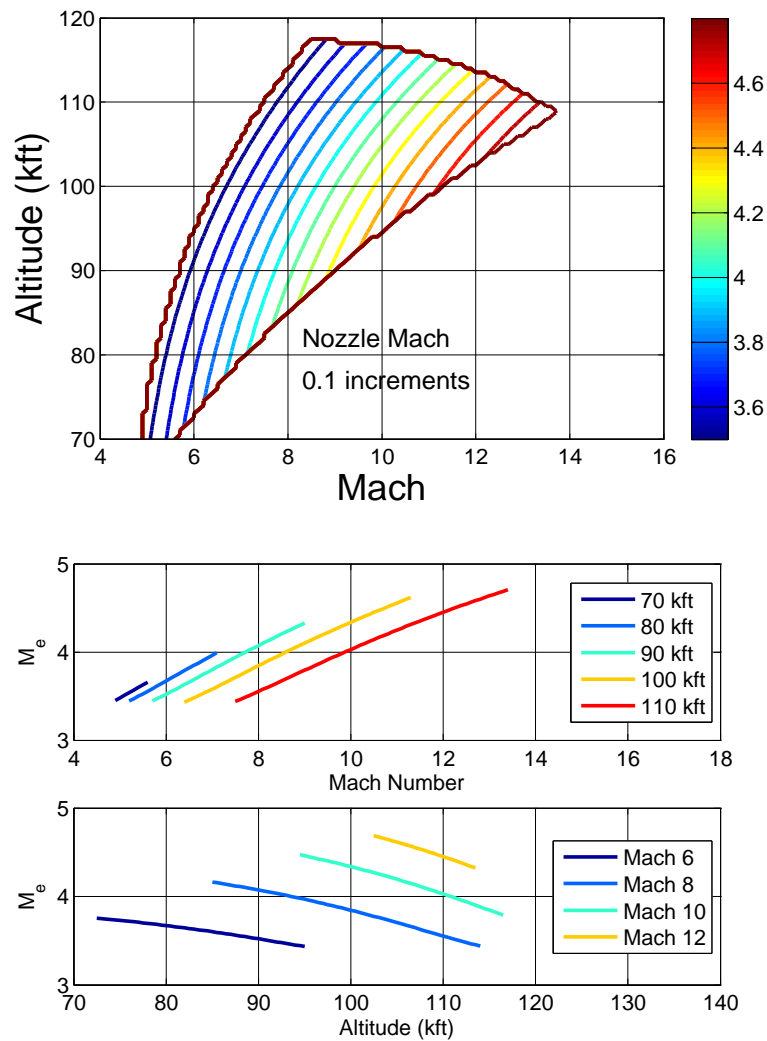 120
110
100
90
80
70
Altitude (kft)
4 6 8 10 12 14 16
Mach
Nozzle Mach
0.1 increments
4.6
4.4
4.2
4
3.8
3.6
5
4
3
M_e
4 6 8 10 12 14 16 18
Mach Number
70 kft
80 kft
90 kft
100 kft
110 kft
5
4
3
M_e
70 80 90 100 110 120 130 140
Altitude (kft)
Mach 6
Mach 8
Mach 10
Mach 12